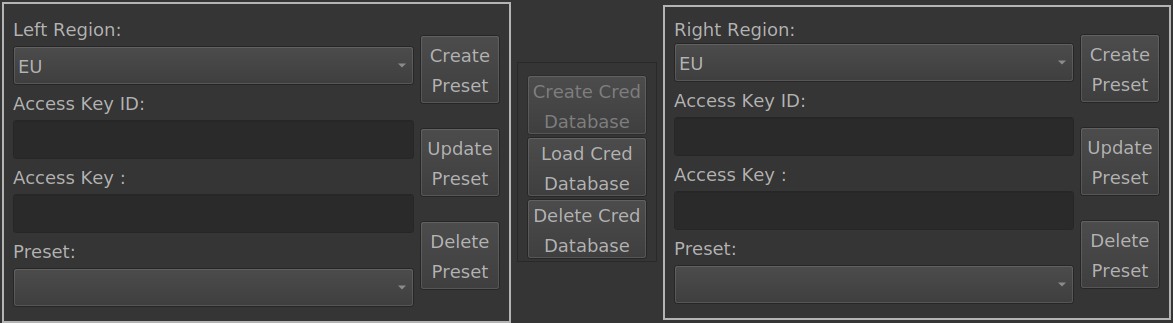 Left Region:
EU
Access Key ID:
Access Key :
Preset:
Create
Preset
Update
Preset
Delete
Preset
Create Cred
Database
Load Cred
Database
Delete Cred
Database
Right Region:
EU
Access Key ID:
Access Key :
Preset:
Create
Preset
Update
Preset
Delete
Preset